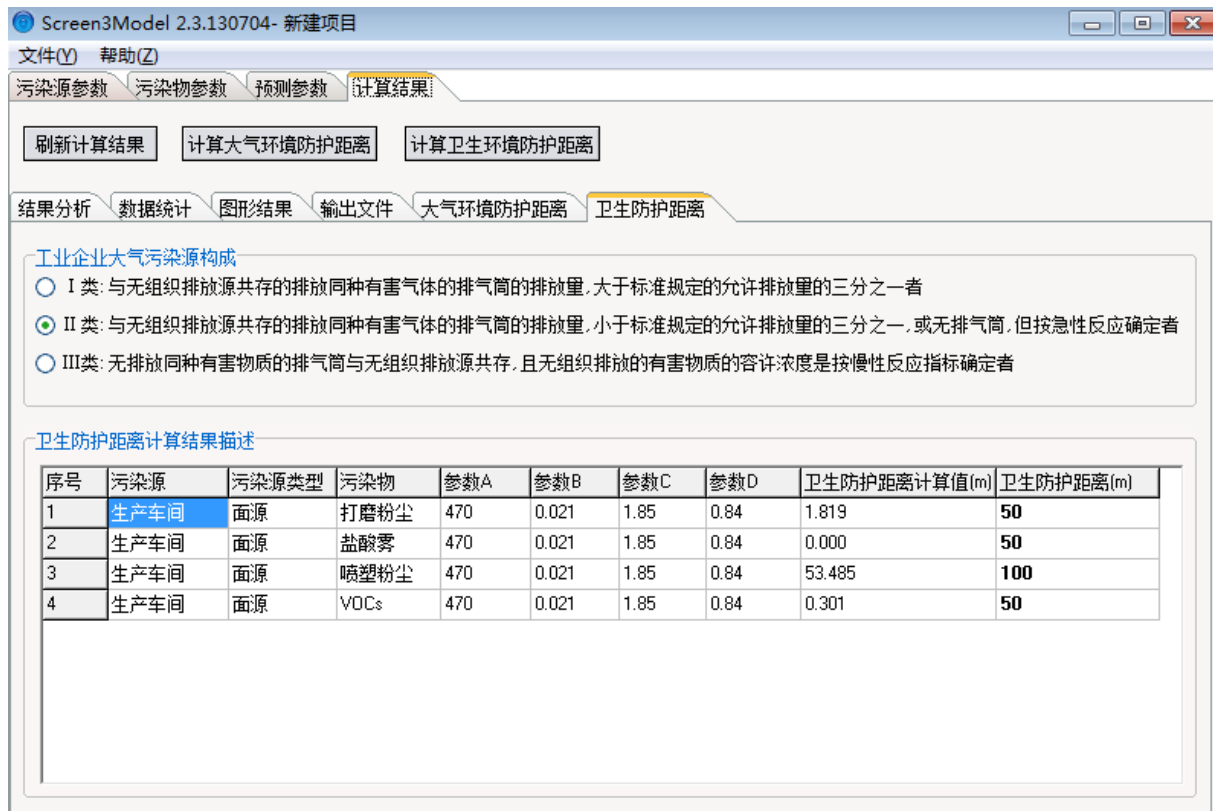 Screen3Model 2.3.130704- 新建项目
文件(Y) 帮助(Z)
污染源参数 污染物参数 预测参数 计算结果
刷新计算结果 计算大气环境防护距离 计算卫生环境防护距离
结果分析 数据统计 图形结果 输出文件 大气环境防护距离 卫生防护距离
工业企业大气污染源构成
I 类: 与无组织排放源共存的排放同种有害气体的排气筒的排放量,大于标准规定的允许排放量的三分之一者
II 类: 与无组织排放源共存的排放同种有害气体的排气筒的排放量,小于标准规定的允许排放量的三分之一,或无排气筒,但按急性反应确定者
III类: 无排放同种有害物质的排气筒与无组织排放源共存,且无组织排放的有害物质的容许浓度是按慢性反应指标确定者
卫生防护距离计算结果描述
序号 污染源 污染源类型 污染物 参数A 参数B 参数C 参数D 卫生防护距离计算值(m) 卫生防护距离(m)
1 生产车间 面源 打磨粉尘 470 0.021 1.85 0.84 1.819 50
2 生产车间 面源 盐酸雾 470 0.021 1.85 0.84 0.000 50
3 生产车间 面源 喷塑粉尘 470 0.021 1.85 0.84 53.485 100
4 生产车间 面源 VOCs 470 0.021 1.85 0.84 0.301 50